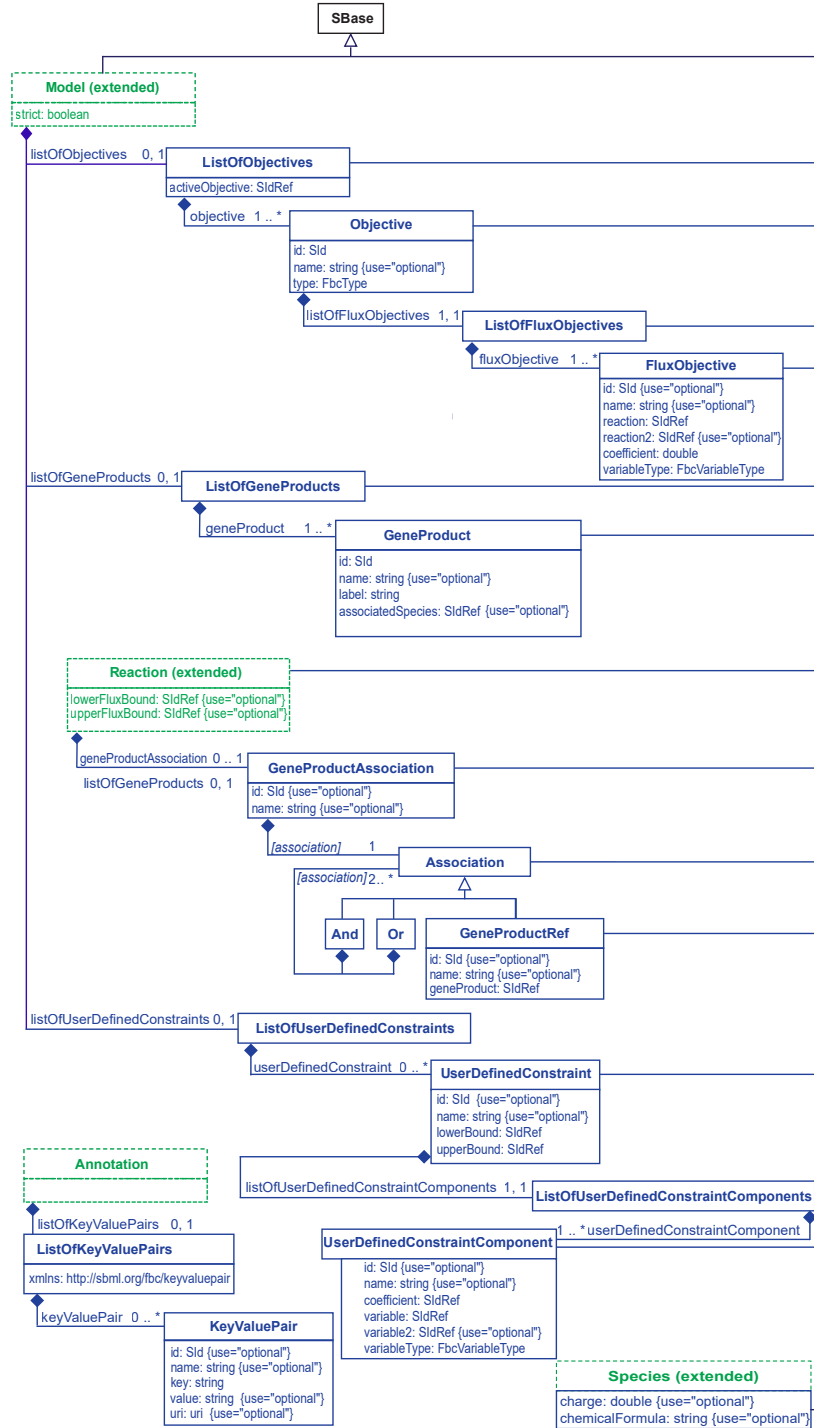 SBase
Model (extended)
strict: boolean
listOfObjectives 0, 1
ListOfObjectives
activeObjective: SIdRef
objective 1 .. *
Objective
id: SId
name: string {use="optional"}
type: FbcType
listOfFluxObjectives 1, 1
ListOfFluxObjectives
fluxObjective 1 .. *
FluxObjective
id: SId {use="optional"}
name: string {use="optional"}
reaction: SIdRef
reaction2: SIdRef {use="optional"}
coefficient: double
variableType: FbcVariableType
listOfGeneProducts 0, 1
ListOfGeneProducts
geneProduct 1 .. *
GeneProduct
id: SId
name: string {use="optional"}
label: string
associatedSpecies: SIdRef {use="optional"}
Reaction (extended)
lowerFluxBound: SIdRef {use="optional"}
upperFluxBound: SIdRef {use="optional"}
geneProductAssociation 0 .. 1
listOfGeneProducts 0, 1
GeneProductAssociation
id: SId {use="optional"}
name: string {use="optional"}
[association] 1
Association
[association] 2.. *
And
Or
GeneProductRef
id: SId {use="optional"}
name: string {use="optional"}
geneProduct: SIdRef
listOfUserDefinedConstraints 0, 1
ListOfUserDefinedConstraints
userDefinedConstraint 0 .. *
UserDefinedConstraint
id: SId {use="optional"}
name: string {use="optional"}
lowerBound: SIdRef
upperBound: SIdRef
listOfUserDefinedConstraintComponents 1, 1
ListOfUserDefinedConstraintComponents
1 .. * userDefinedConstraintComponent
UserDefinedConstraintComponent
id: SId {use="optional"}
name: string {use="optional"}
coefficient: SIdRef
variable: SIdRef
variable2: SIdRef {use="optional"}
variableType: FbcVariableType
Annotation
listOfKeyValuePairs 0, 1
ListOfKeyValuePairs
xmlns: http://sbml.org/fbc/keyvaluepair
keyValuePair 0 .. *
KeyValuePair
id: SId {use="optional"}
name: string {use="optional"}
key: string
value: string {use="optional"}
uri: uri {use="optional"}
Species (extended)
charge: double {use="optional"}
chemicalFormula: string {use="optional"}